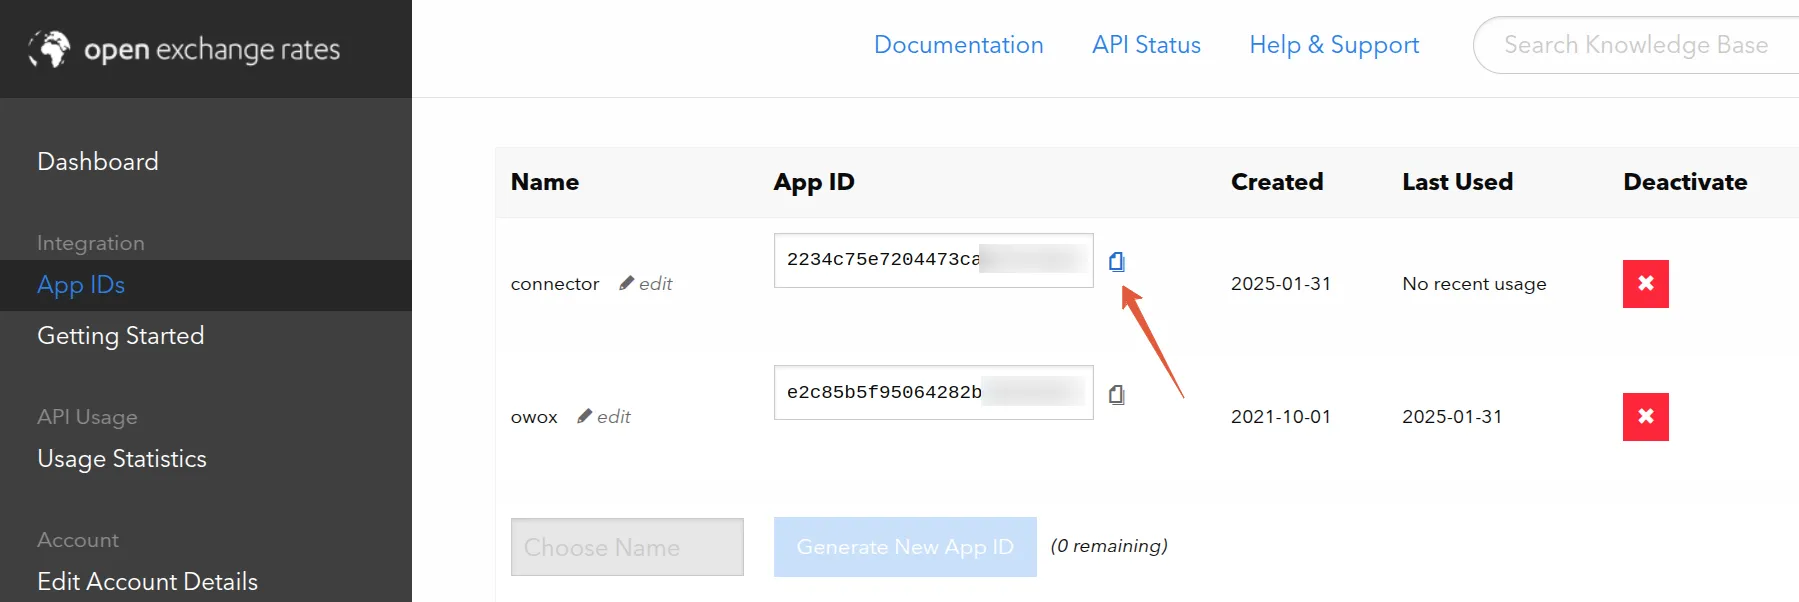 open exchange rates
Documentation API Status Help & Support Search Knowledge Base
Dashboard
Integration
App IDs
Getting Started
API Usage
Usage Statistics
Account
Edit Account Details
Name App ID Created Last Used Deactivate
connector edit 2234c75e7204473ca 2025-01-31 No recent usage
owox edit e2c85b5f95064282b 2021-10-01 2025-01-31
Choose Name Generate New App ID (0 remaining)